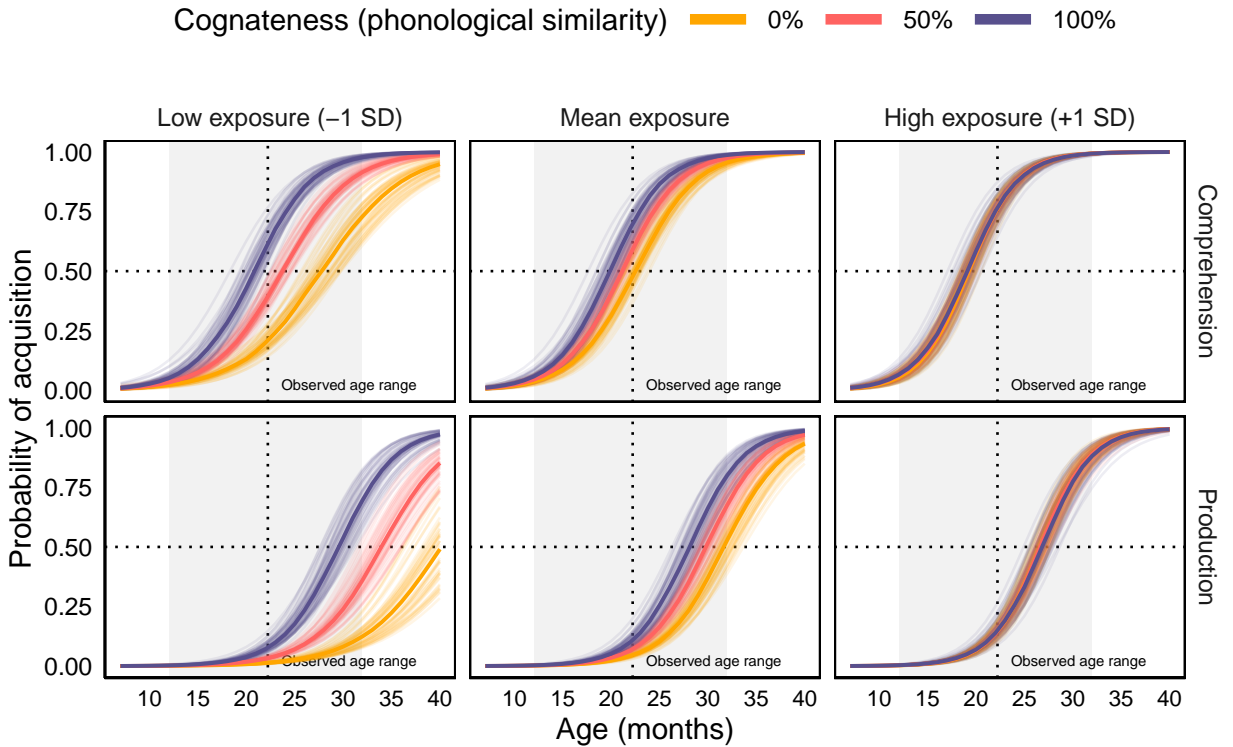 Cognateness (phonological similarity) 0% 50% 100%
Low exposure (−1 SD) Mean exposure High exposure (+1 SD)
1.00
0.75
0.50
0.25
0.00
Observed age range Observed age range Observed age range
Comprehension
1.00
0.75
0.50
0.25
0.00
Observed age range Observed age range Observed age range
Production
Probability of acquisition
10 15 20 25 30 35 40 10 15 20 25 30 35 40 10 15 20 25 30 35 40
Age (months)